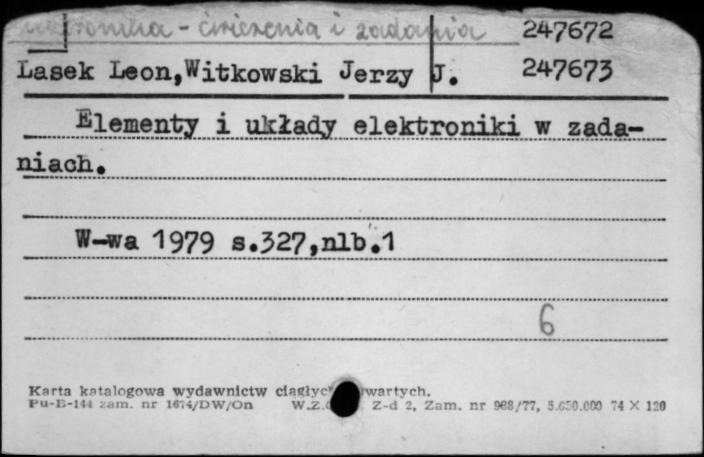 elektronika - ćwiczenia i zadania 247672
Lasek Leon,Witkowski Jerzy J. 247673
Elementy i układy elektroniki w zada-
niach.
W-wa 1979 s.327,nlb.1
6
Karta katalogowa wydawnictw ciągłyc wartych.
Pu-B-144 zam. nr 1674/DW/On W.Z. Z-d 2, Zam. nr 988/77, 5.650.000 74 X 120